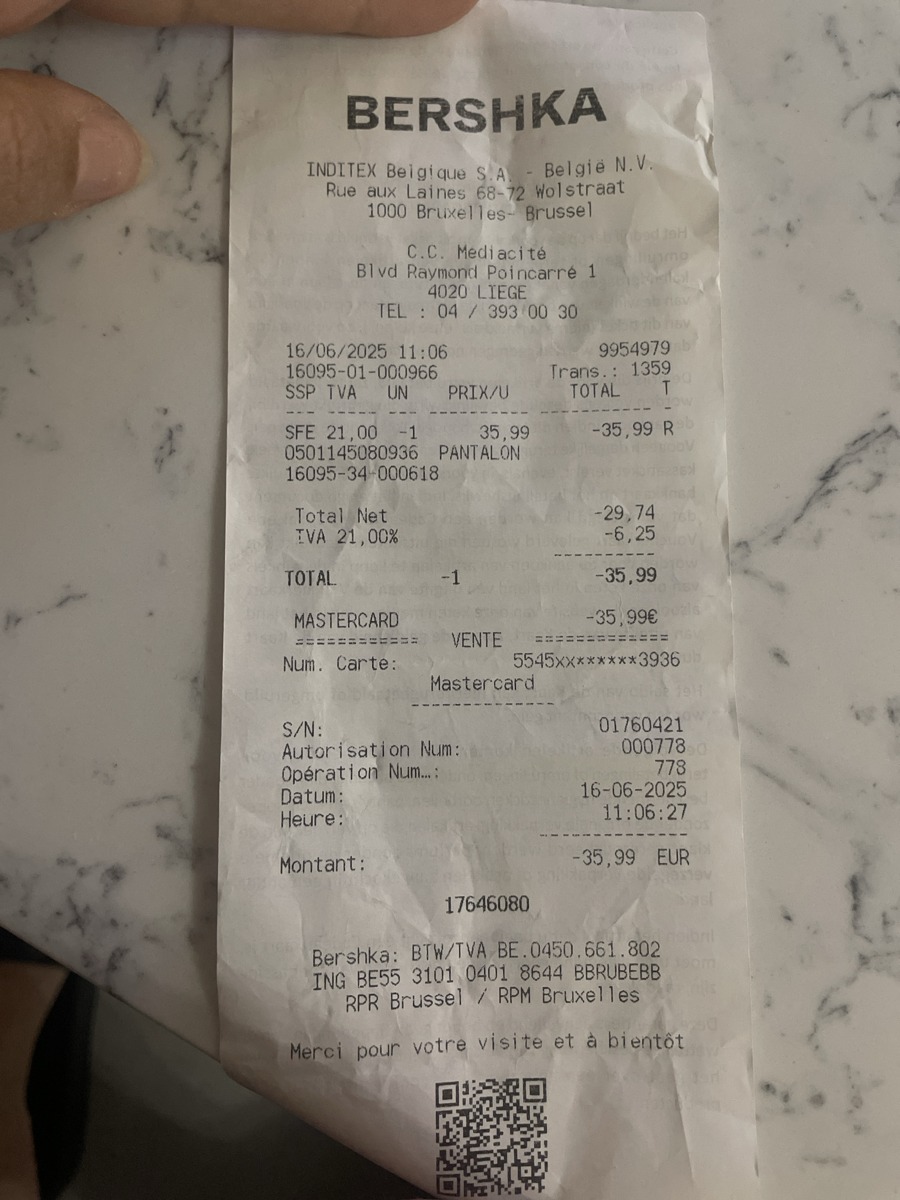 BERSHKA
INDITEX Belgique S.A. - België N.V.
Rue aux Laines 68-72 Wolstraat
1000 Bruxelles- Brussel
C.C. Mediacité
Blvd Raymond Poincarré 1
4020 LIEGE
TEL : 04 / 393 00 30
16/06/2025 11:06 9954979
16095-01-000966 Trans.: 1359
SSP TVA UN PRIX/U TOTAL T
--- ----- --- ---------- ----------- -
SFE 21,00 -1 35,99 -35,99 R
0501145080936 PANTALON
16095-34-000618
Total Net -29,74
TVA 21,00% -6,25
----------
TOTAL -1 -35,99
MASTERCARD -35,99€
============ VENTE =============
Num. Carte: 5545xx******3936
Mastercard
--------------
S/N: 01760421
Autorisation Num: 000778
Opération Num…: 778
Datum: 16-06-2025
Heure: 11:06:27
--------------
Montant: -35,99 EUR
17646080
Bershka: BTW/TVA BE.0450.661.802
ING BE55 3101 0401 8644 BBRUBEBB
RPR Brussel / RPM Bruxelles
Merci pour votre visite et à bientôt